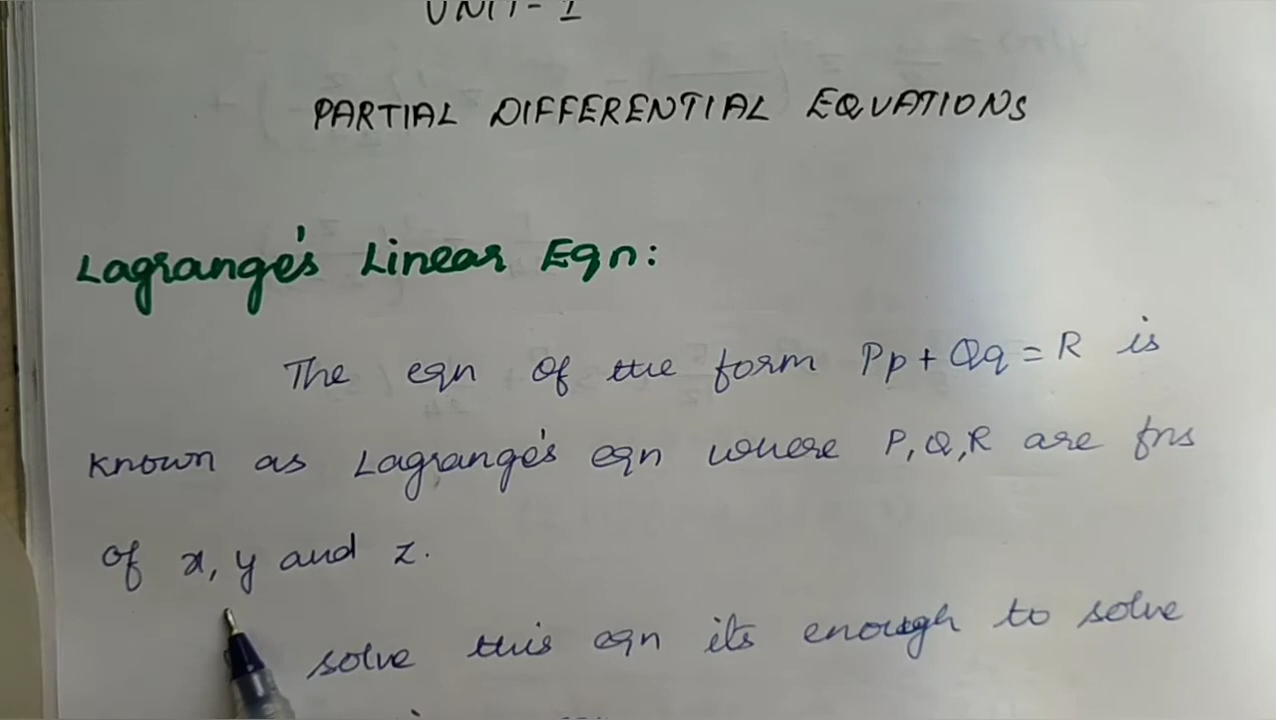 UNIT- I
PARTIAL DIFFERENTIAL EQUATIONS
Lagrange's Linear Eqn:
The eqn of the form Pp + Qq = R is
known as Lagrange's eqn where P, Q, R are fns
of x, y and z.
solve this eqn its enough to solve